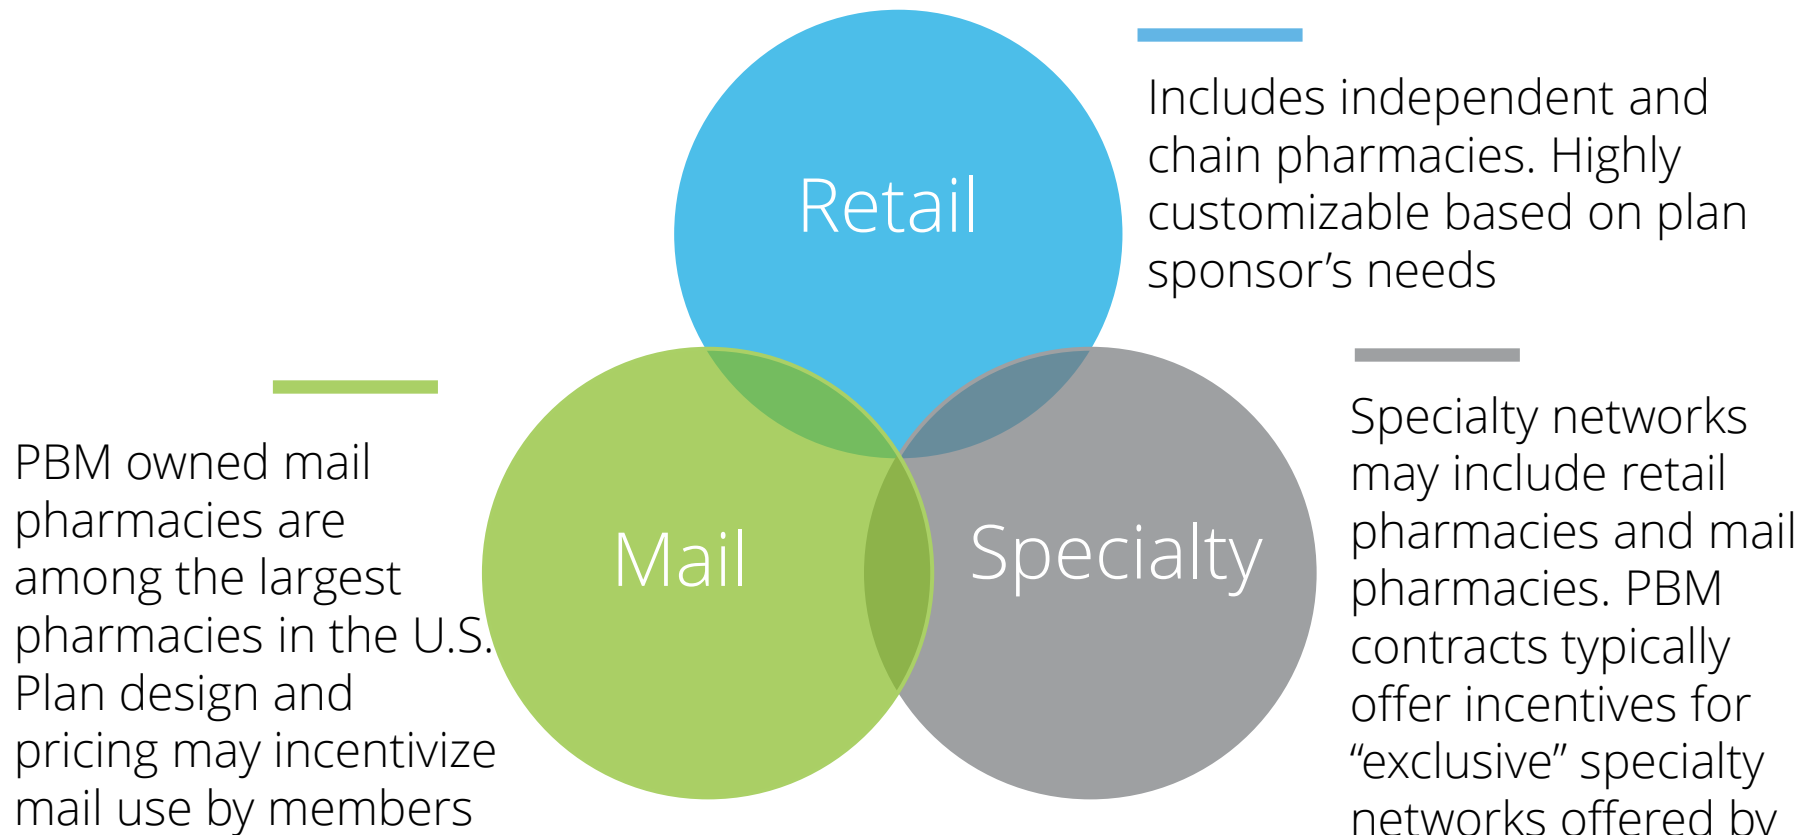 Retail
Includes independent and
chain pharmacies. Highly
customizable based on plan
sponsor’s needs
Mail
PBM owned mail
pharmacies are
among the largest
pharmacies in the U.S.
Plan design and
pricing may incentivize
mail use by members
Specialty
Specialty networks
may include retail
pharmacies and mail
pharmacies. PBM
contracts typically
offer incentives for
“exclusive” specialty
networks offered by